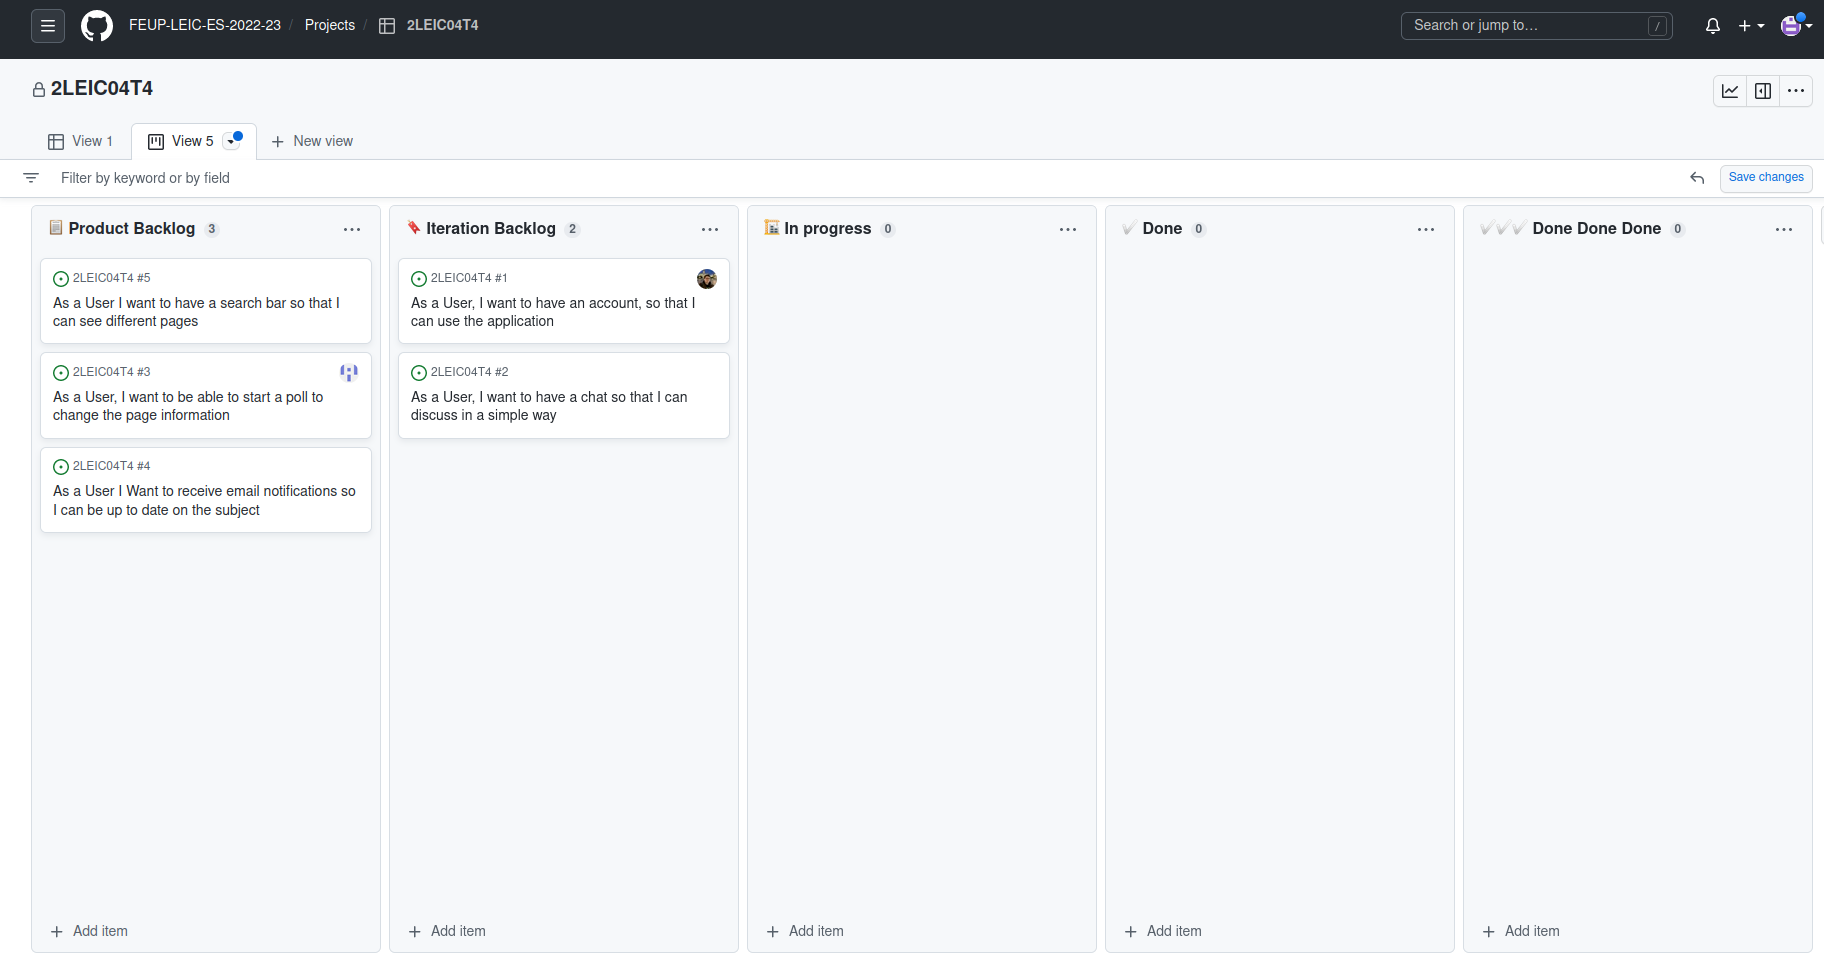 FEUP-LEIC-ES-2022-23 / Projects / 2LEIC04T4
Search or jump to... /
2LEIC04T4
View 1
View 5
New view
Filter by keyword or by field
Save changes
Product Backlog 3
2LEIC04T4 #5
As a User I want to have a search bar so that I
can see different pages
2LEIC04T4 #3
As a User, I want to be able to start a poll to
change the page information
2LEIC04T4 #4
As a User I Want to receive email notifications so
I can be up to date on the subject
+ Add item
Iteration Backlog 2
2LEIC04T4 #1
As a User, I want to have an account, so that I
can use the application
2LEIC04T4 #2
As a User, I want to have a chat so that I can
discuss in a simple way
+ Add item
In progress 0
+ Add item
Done 0
+ Add item
Done Done Done 0
+ Add item